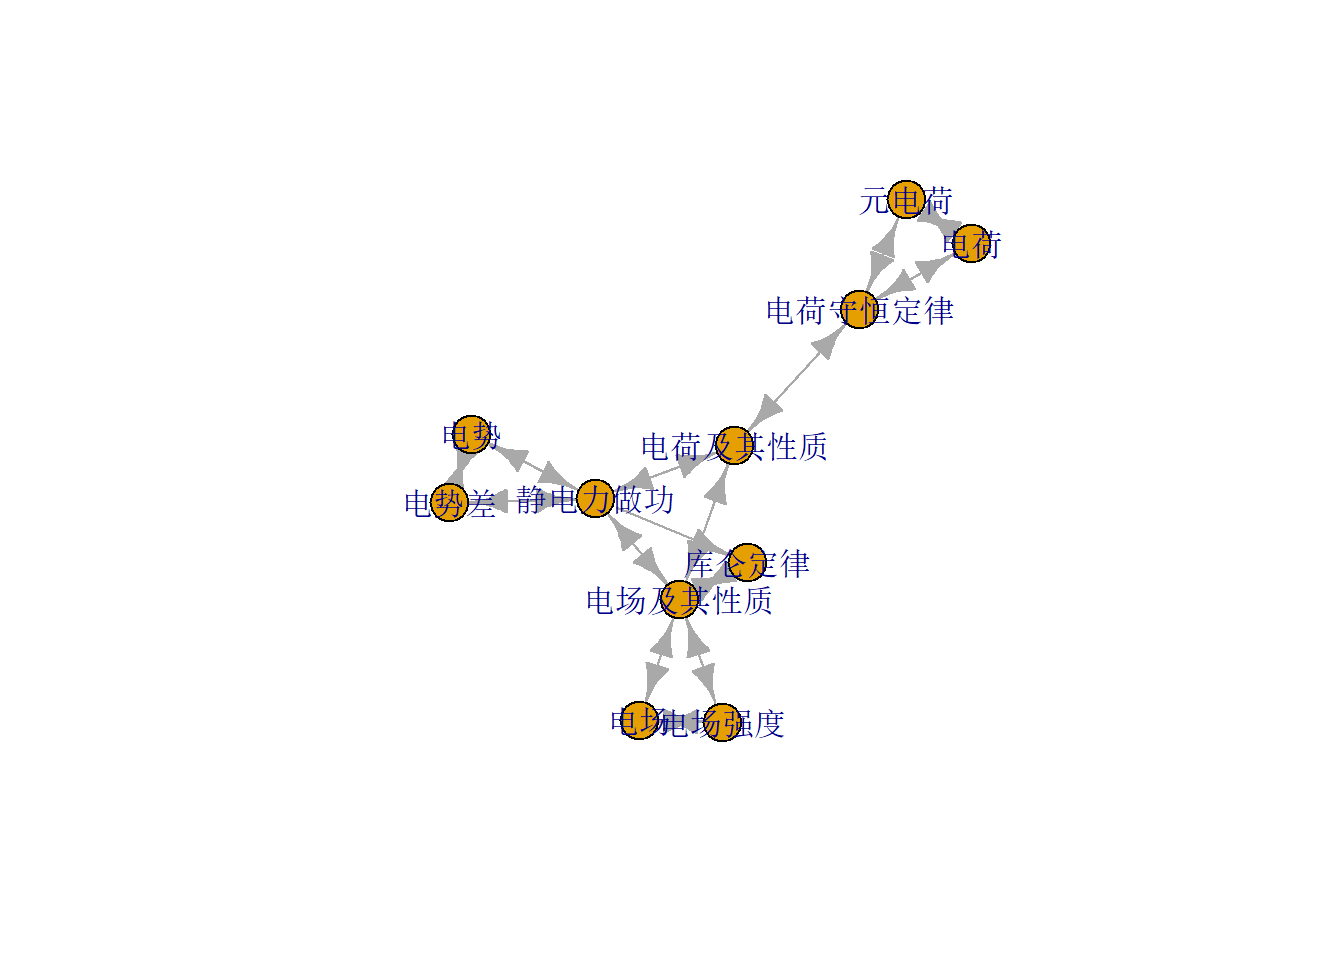 元电荷
电荷
电荷守恒定律
电势
电荷及其性质
电势差
静电力做功
库仑定律
电场及其性质
电场
电场强度